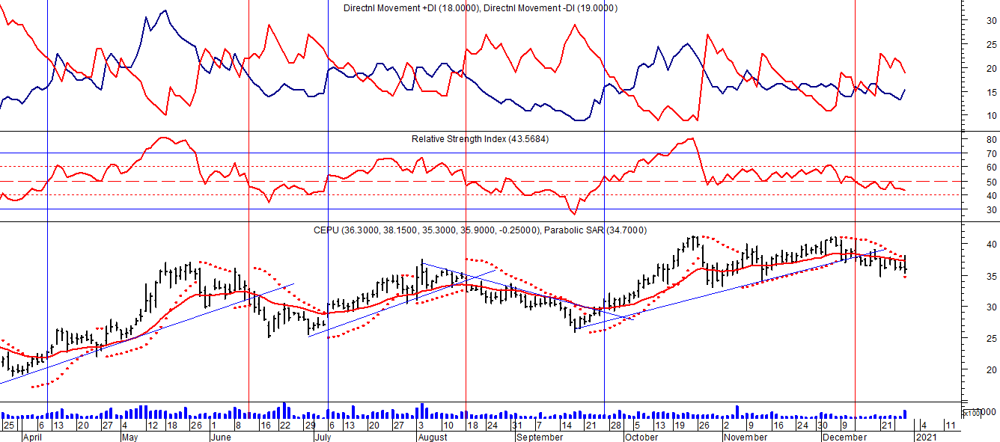 Directnl Movement +DI (18.0000), Directnl Movement -DI (19.0000)
30
25
20
15
10
Relative Strength Index (43.5684)
80
70
60
50
40
30
CEPU (36.3000, 38.1500, 35.3000, 35.9000, -0.25000), Parabolic SAR (34.7000)
40
35
30
25
20
x100
25 6 13 20 27 4 12 18 26 1 8 16 22 29 6 13 20 27 3 10 18 24 31 7 14 21 28 5 13 19 26 2 9 16 24 30 9 21 4 11
April May June July August September October November December 2021